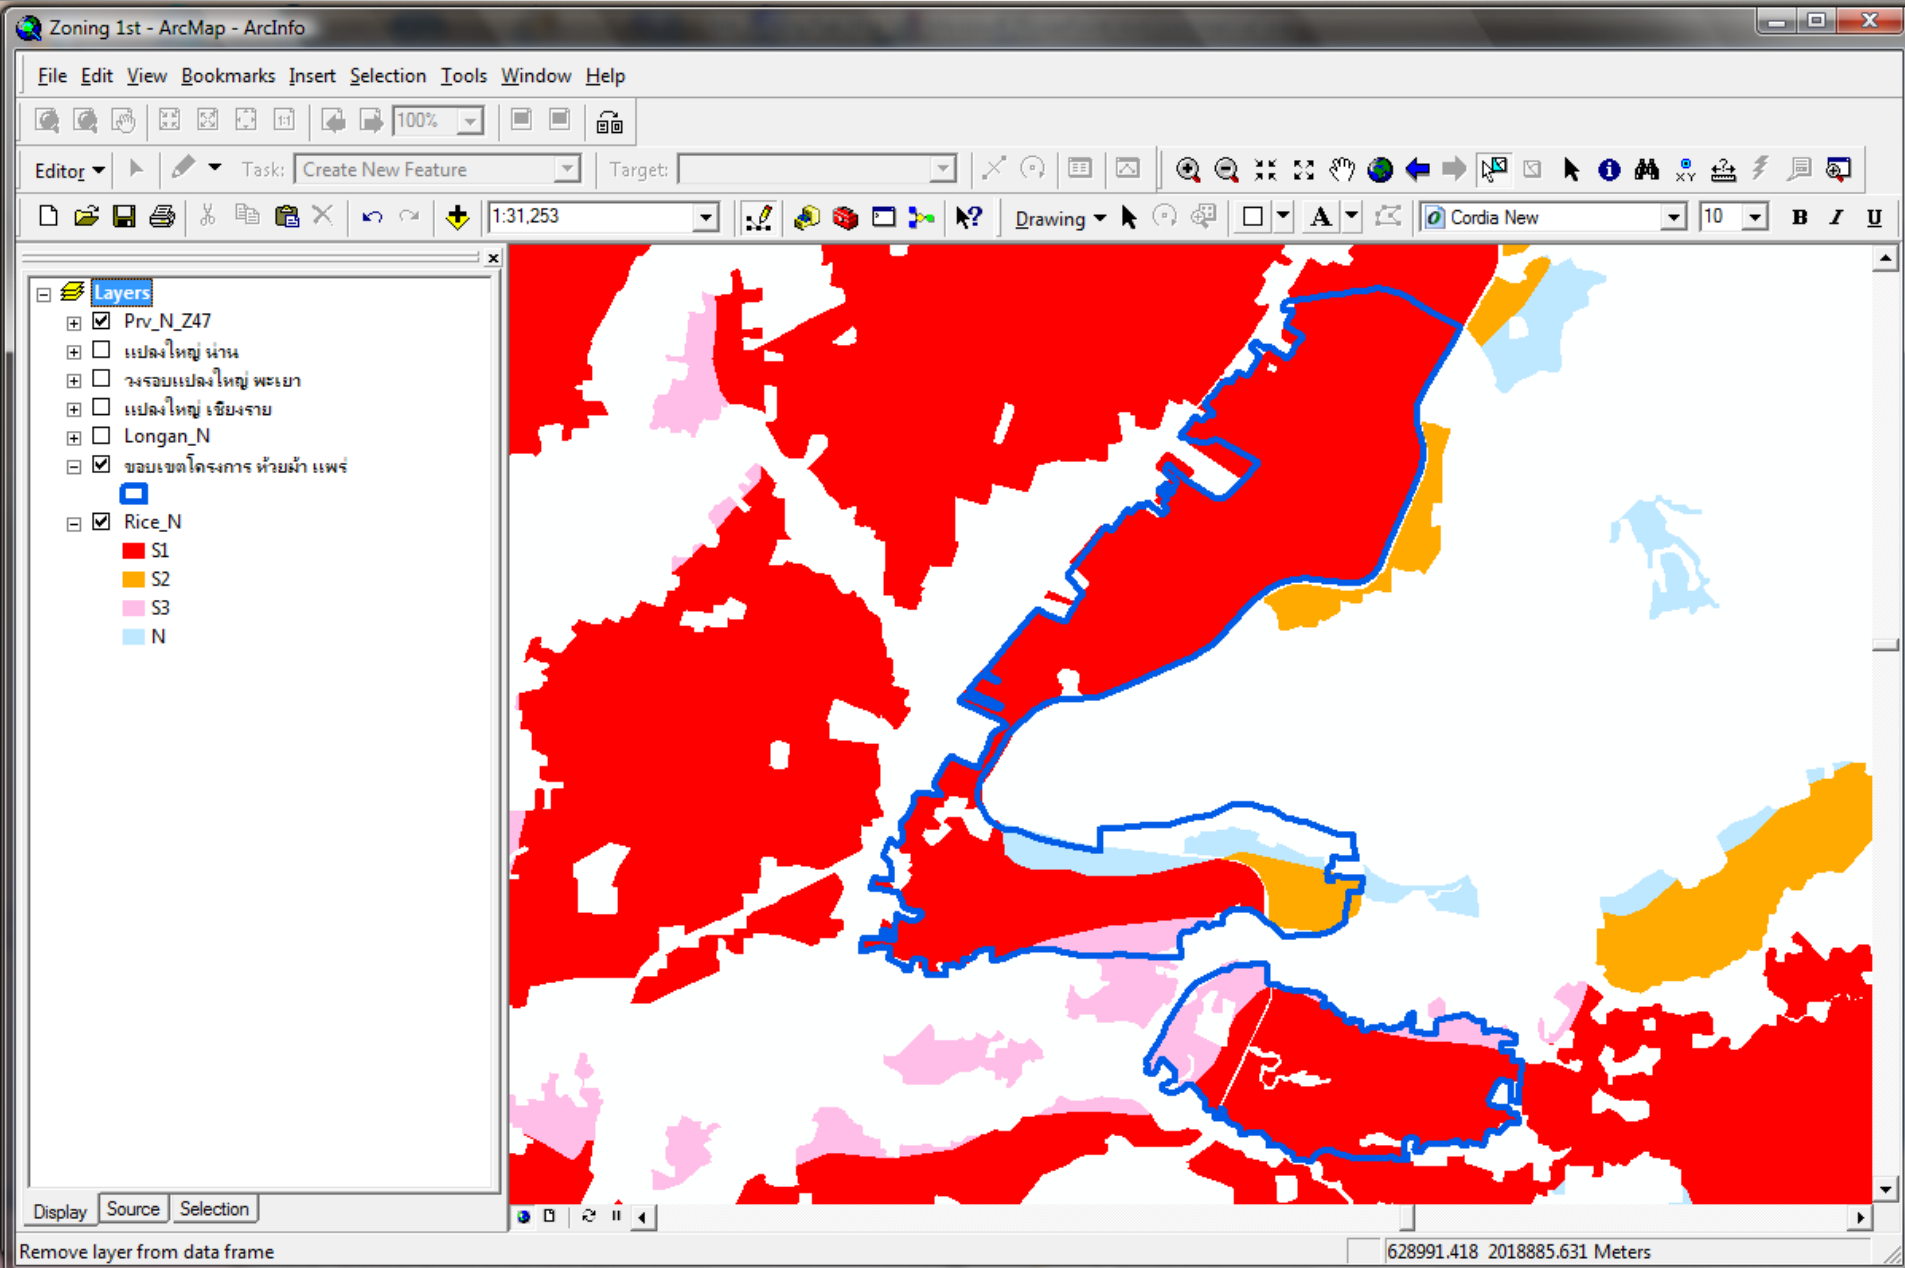 Zoning 1st - ArcMap - ArcInfo
File Edit View Bookmarks Insert Selection Tools Window Help
1:1 100%
Editor Task: Create New Feature Target: XY
1:31,253 Drawing A Cordia New 10 B I U
Layers
Prv_N_Z47
แปลงใหญ่ น่าน
วงรอบแปลงใหญ่ พะเยา
แปลงใหญ่ เชียงราย
Longan_N
ขอบเขตโครงการ ห้วยม้า แพร่
Rice_N
S1
S2
S3
N
Display Source Selection
Remove layer from data frame 628991.418 2018885.631 Meters